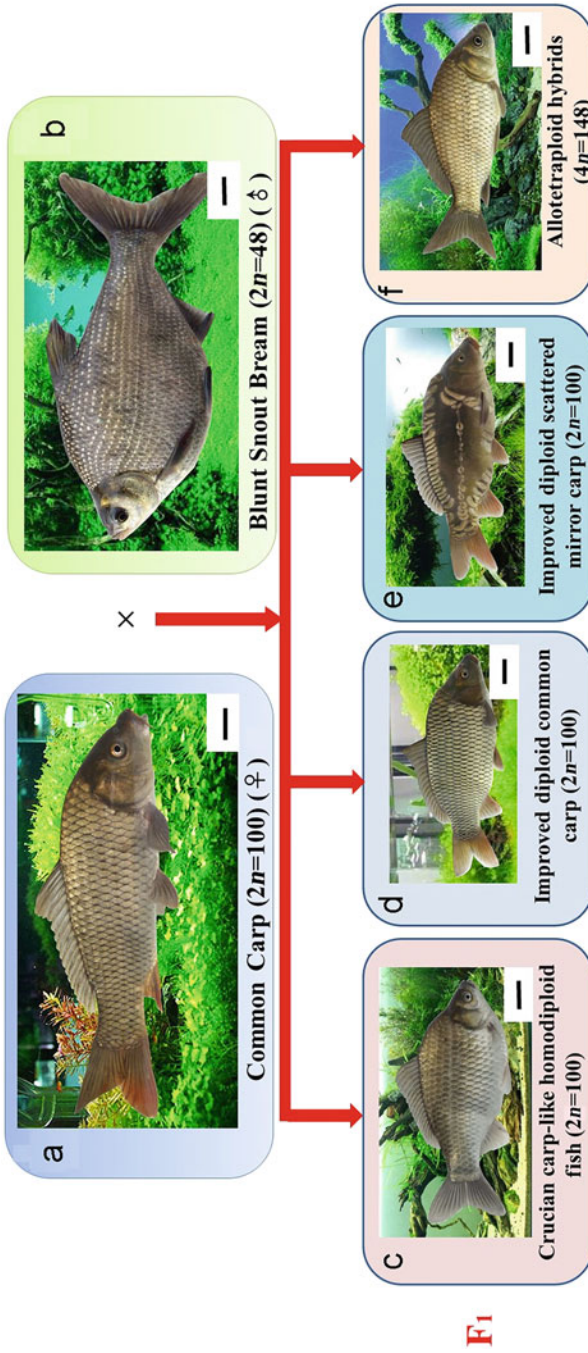 a
Common Carp (2n=100) (♀)
×
b
Blunt Snout Bream (2n=48) (♂)
F1
c
Crucian carp-like homodiploid
fish (2n=100)
d
Improved diploid common
carp (2n=100)
e
Improved diploid scattered
mirror carp (2n=100)
f
Allotetraploid hybrids
(4n=148)